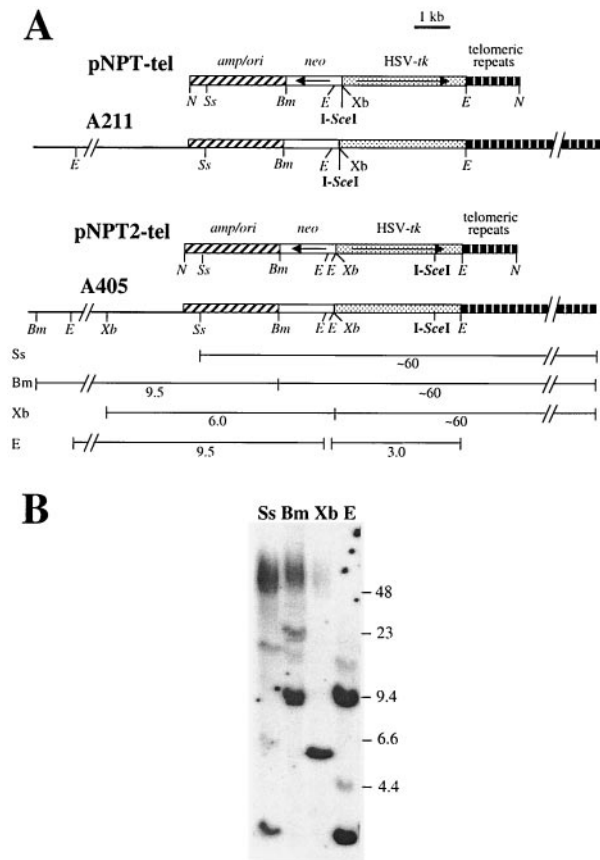 A
1 kb
pNPT-tel
amp/ori neo HSV-tk telomeric repeats
N Ss Bm E Xb E N
I-SceI
A211
E Ss Bm E Xb E
I-SceI
pNPT2-tel
amp/ori neo HSV-tk telomeric repeats
N Ss Bm E E Xb I-SceI E N
A405
Bm E Xb Ss Bm E E Xb I-SceI E
Ss ~60
Bm 9.5 ~60
Xb 6.0 ~60
E 9.5 3.0
B
Ss Bm Xb E
48
23
9.4
6.6
4.4